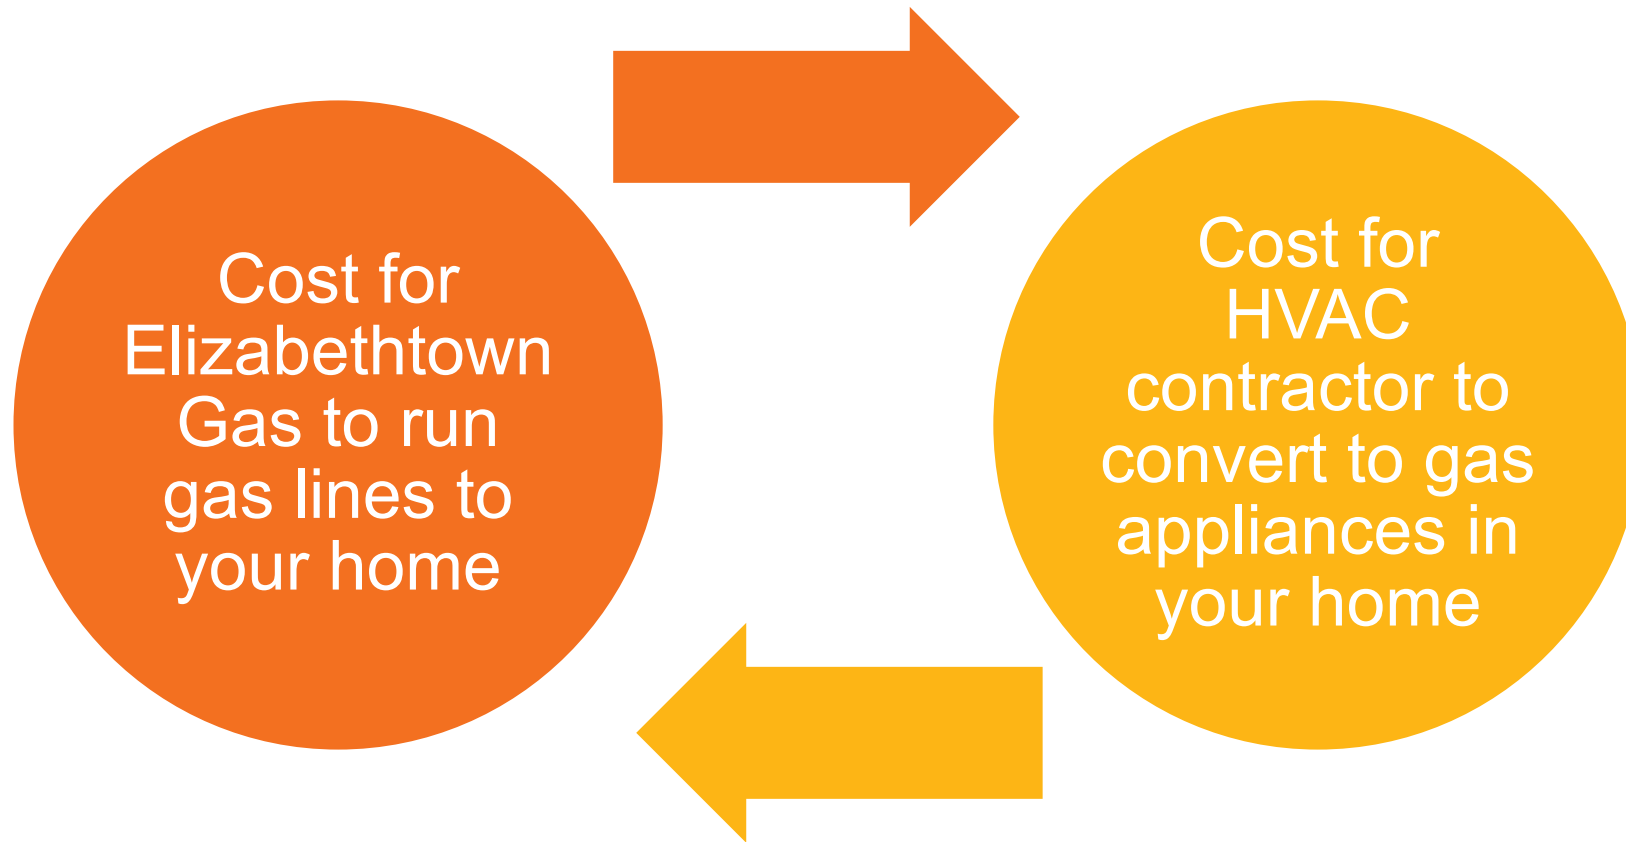 Cost for
Elizabethtown
Gas to run
gas lines to
your home
Cost for
HVAC
contractor to
convert to gas
appliances in
your home